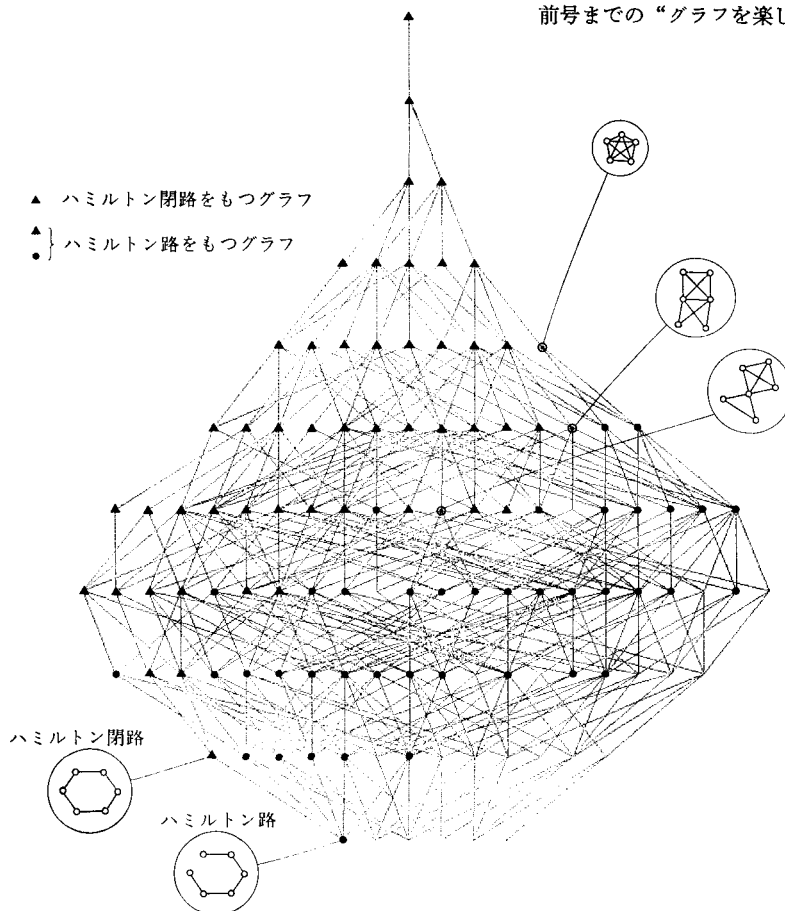 前号までの“グラフを楽し
▲ ハミルトン閉路をもつグラフ
▲
● } ハミルトン路をもつグラフ
ハミルトン閉路
ハミルトン路